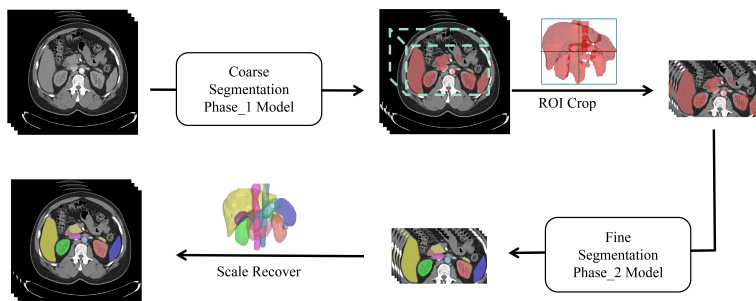 Coarse
Segmentation
Phase_1 Model
ROI Crop
Fine
Segmentation
Phase_2 Model
Scale Recover